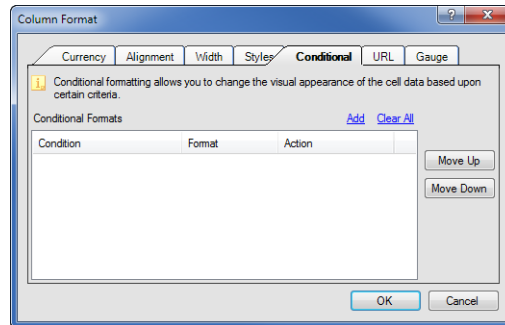 Column Format
?
X
Currency Alignment Width Styles Conditional URL Gauge
i Conditional formatting allows you to change the visual appearance of the cell data based upon
certain criteria.
Conditional Formats Add Clear All
Condition Format Action
Move Up
Move Down
OK Cancel